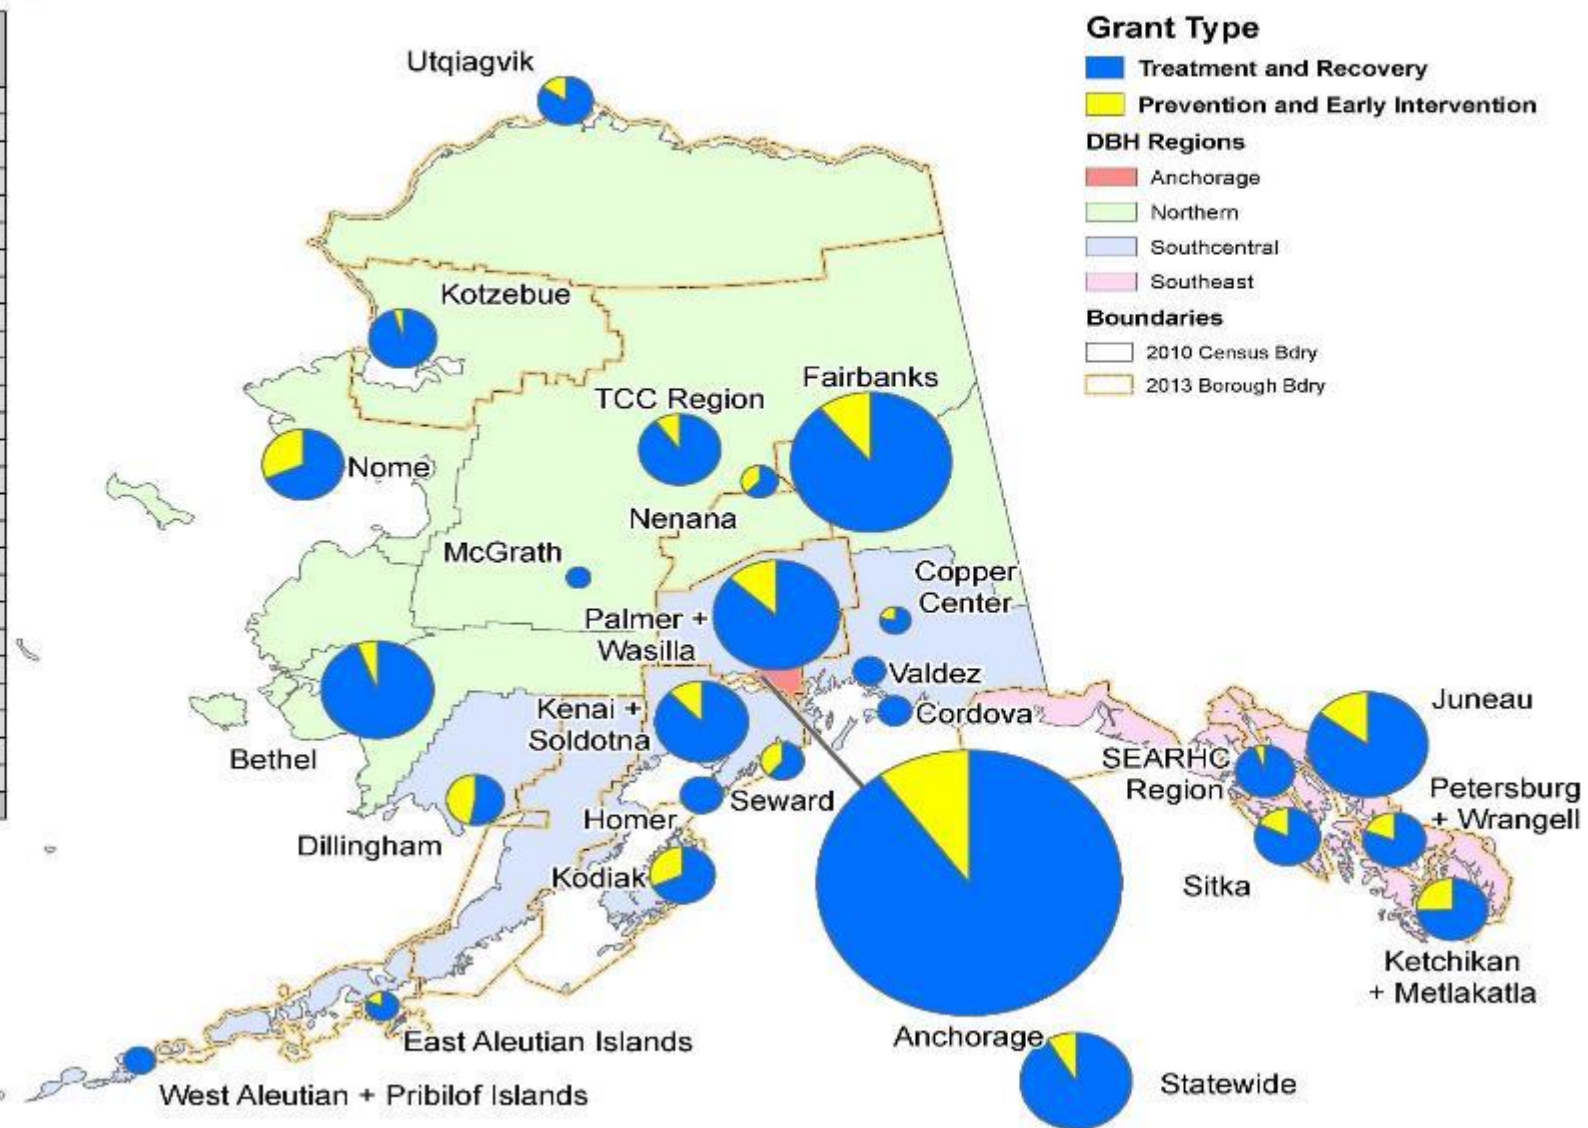 Grant Type
Treatment and Recovery
Prevention and Early Intervention
DBH Regions
Anchorage
Northern
Southcentral
Southeast
Boundaries
2010 Census Bdry
2013 Borough Bdry
Utqiagvik
Kotzebue
Fairbanks
TCC Region
Nome
Nenana
McGrath
Copper
Center
Palmer +
Wasilla
Valdez
Cordova
Kenai +
Soldotna
Bethel
Juneau
SEARHC
Region
Petersburg
+ Wrangell
Seward
Homer
Dillingham
Kodiak
Sitka
Ketchikan
+ Metlakatla
Anchorage
East Aleutian Islands
West Aleutian + Pribilof Islands
Statewide